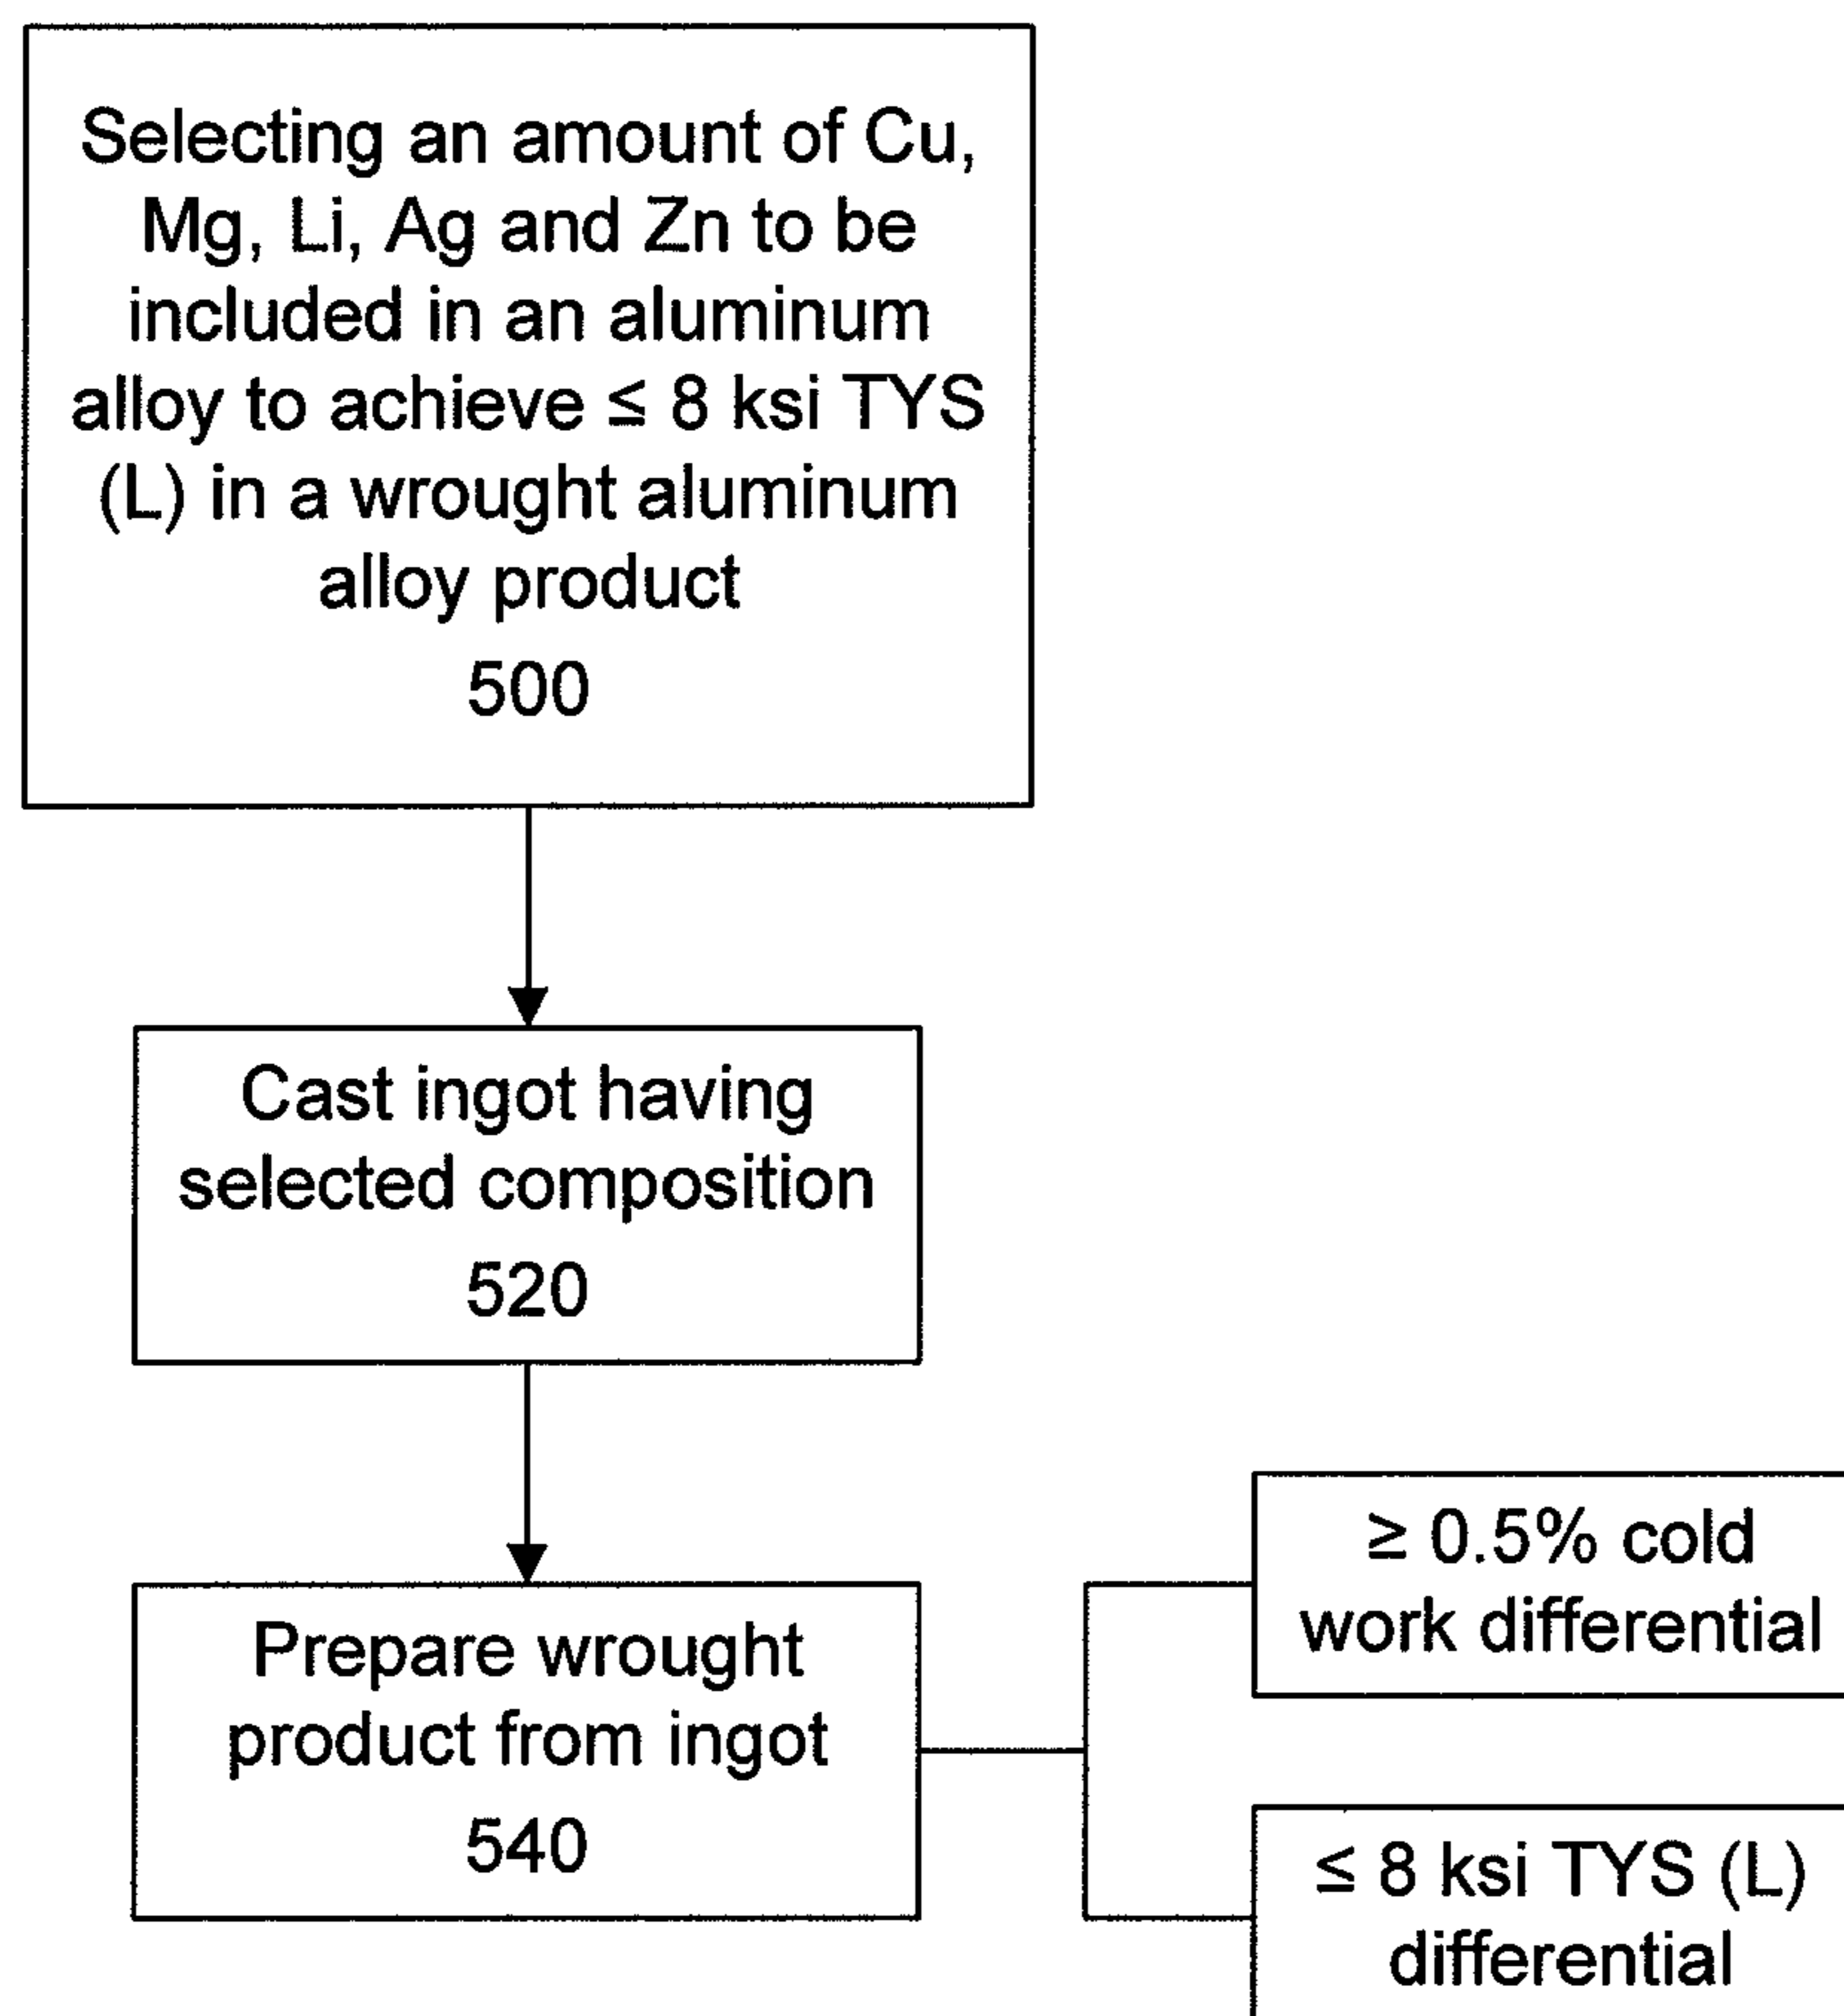 Selecting an amount of Cu,
Mg, Li, Ag and Zn to be
included in an aluminum
alloy to achieve ≤ 8 ksi TYS
(L) in a wrought aluminum
alloy product
500
Cast ingot having
selected composition
520
Prepare wrought
product from ingot
540
≥ 0.5% cold
work differential
≤ 8 ksi TYS (L)
differential